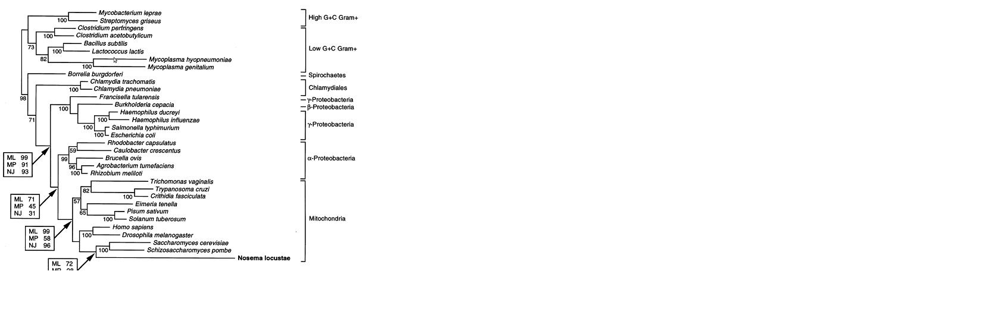 Mycobacterium leprae
100
Streptomyces griseus
High G+C Gram+
Clostridium perfringens
100
Clostridium acetobutylicum
73
Bacillus subtilis
Low G+C Gram+
100
Lactococcus lactis
82
Mycoplasma hyopneumoniae
100
Mycoplasma genitalium
Borrelia burgdorferi
Spirochaetes
Chlamydia trachomatis
100
Chlamydia pneumoniae
Chlamydiales
98
Francisella tularensis
γ-Proteobacteria
100
Burkholderia cepacia
β-Proteobacteria
Haemophilus ducreyi
71
100
Haemophilus influenzae
γ-Proteobacteria
100
Salmonella typhimurium
100
Escherichia coli
Rhodobacter capsulatus
59
Caulobacter crescentus
ML 99
MP 91
NJ 93
99
Brucella ovis
α-Proteobacteria
96
Agrobacterium tumefaciens
100
Rhizobium meliloti
Trichomonas vaginalis
82
Trypanosoma cruzi
100
Crithidia fasciculata
ML 71
MP 45
NJ 31
57
Eimeria tenella
65
Pisum sativum
100
Solanum tuberosum
Mitochondria
Homo sapiens
100
Drosophila melanogaster
ML 99
MP 58
NJ 96
Saccharomyces cerevisiae
100
Schizosaccharomyces pombe
Nosema locustae
ML 72